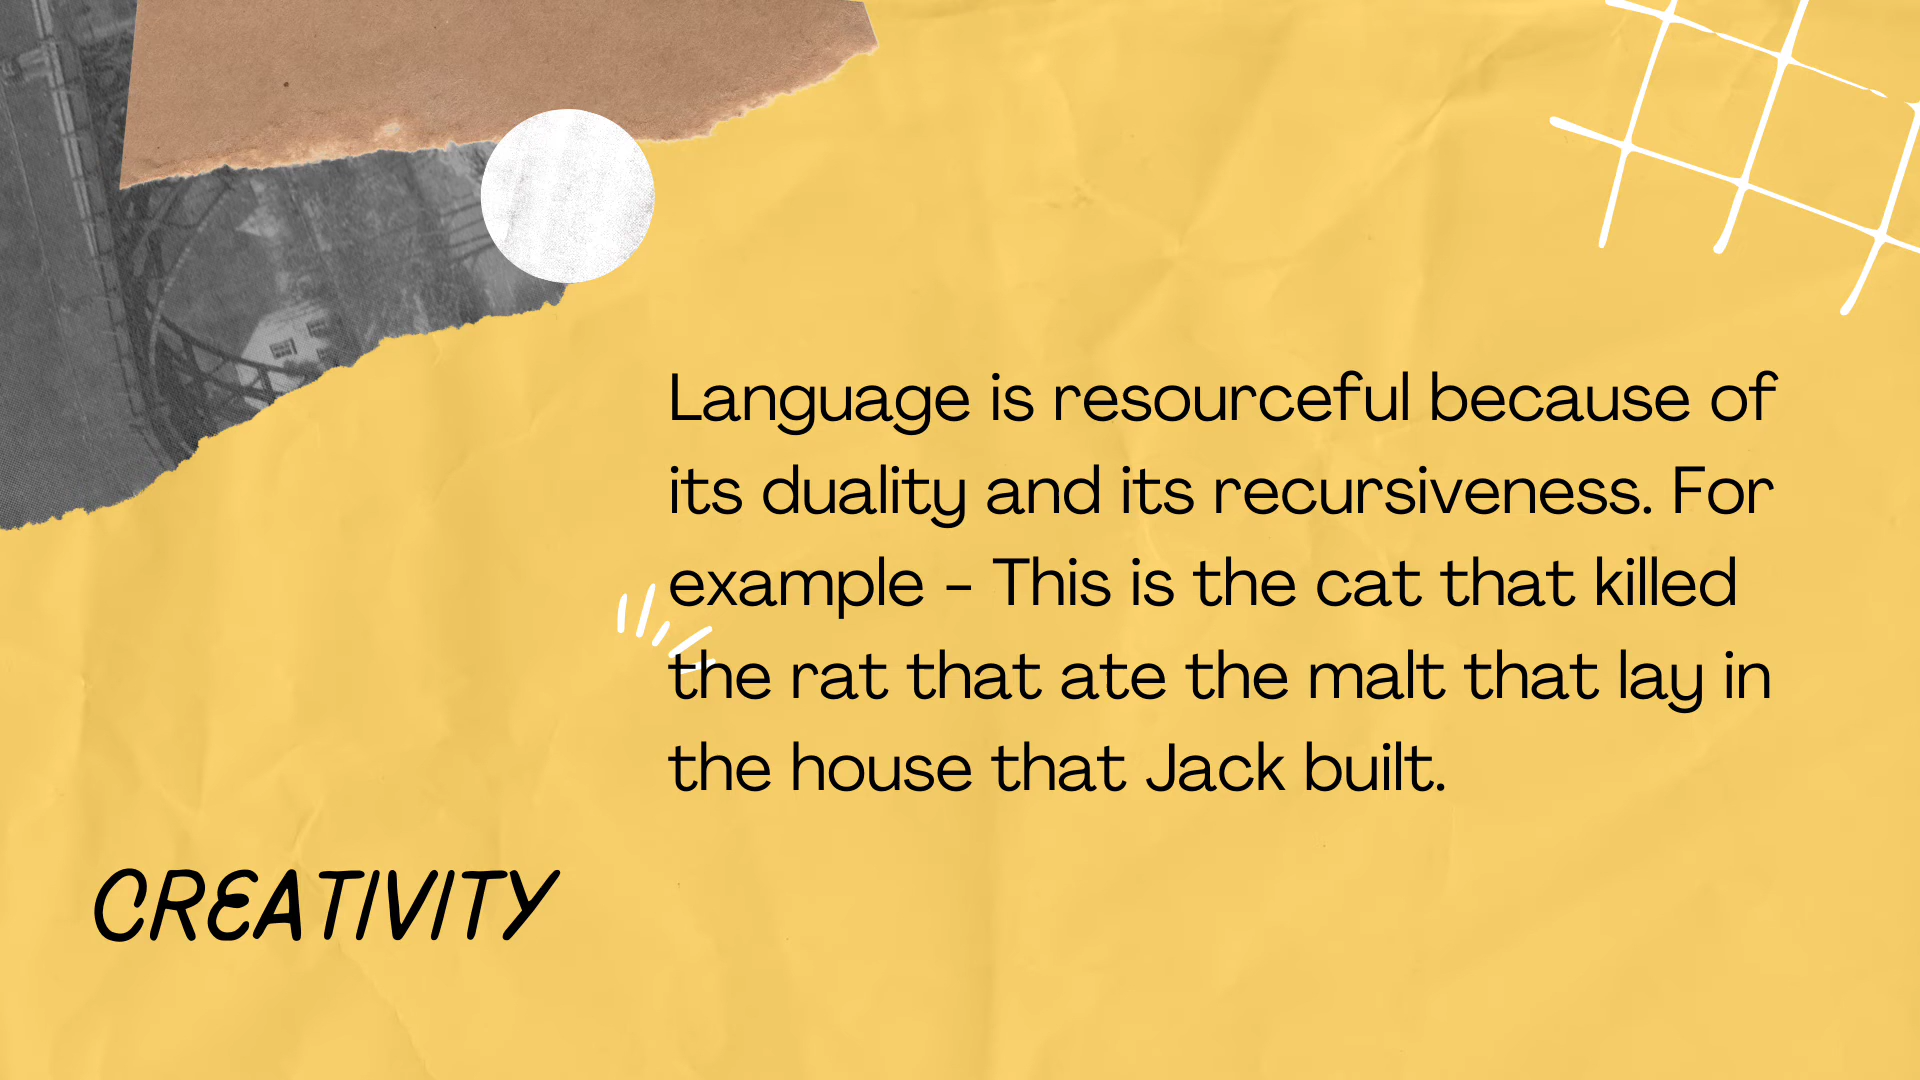 Language is resourceful because of
its duality and its recursiveness. For
example - This is the cat that killed
the rat that ate the malt that lay in
the house that Jack built.
CREATIVITY